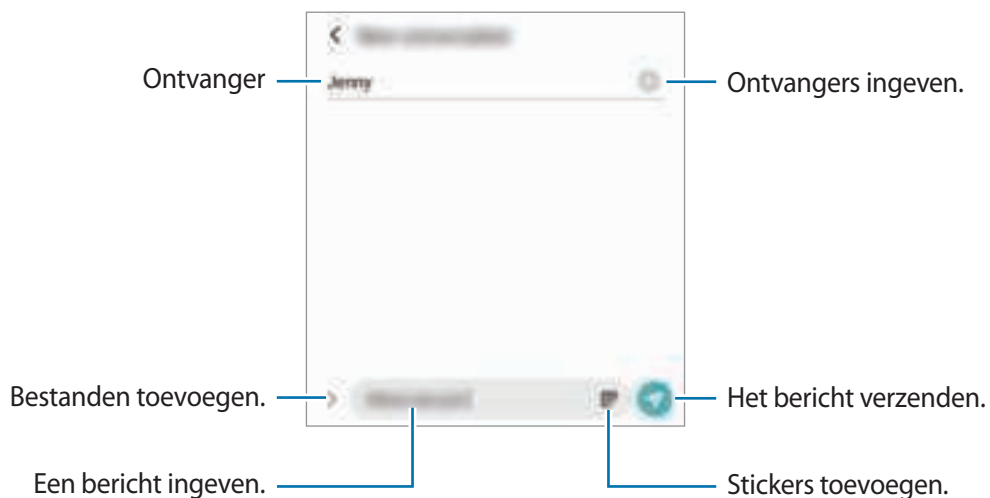 Ontvanger
Jenny
Ontvangers ingeven.
Bestanden toevoegen.
Het bericht verzenden.
Een bericht ingeven.
Stickers toevoegen.